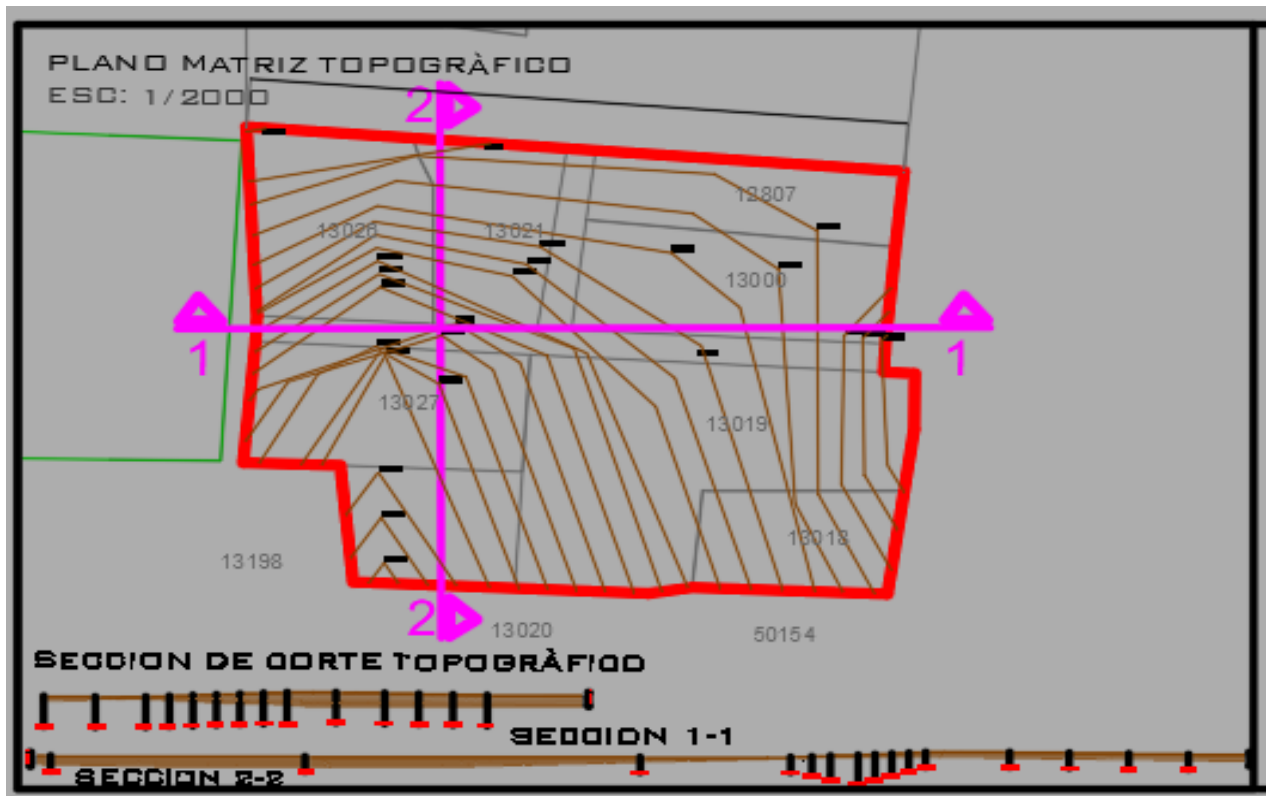 PLANO MATRIZ TOPOGRÀFICO
ESC: 1/2000
2
12807
13026
13021
13000
1
1
13027
13019
13018
13198
2
13020
50154
SECCION DE CORTE TOPOGRÀFICO
SECCION 1-1
SECCION 2-2